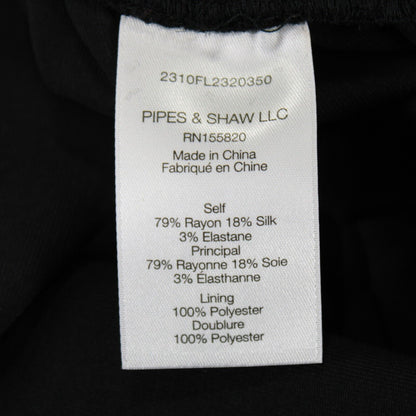 2310FL2320350
PIPES & SHAW LLC
RN155820
Made in China
Fabriqué en Chine
Self
79% Rayon 18% Silk
3% Elastane
Principal
79% Rayonne 18% Soie
3% Élasthanne
Lining
100% Polyester
Doublure
100% Polyester